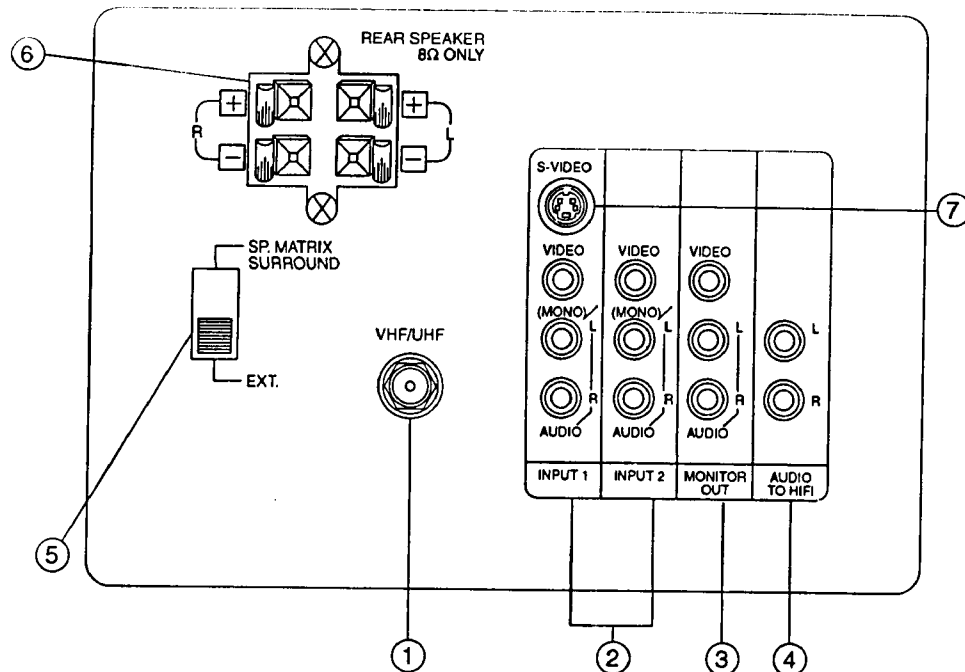 6
REAR SPEAKER
8Ω ONLY
+
+
R
L
−
−
S-VIDEO
7
SP. MATRIX
SURROUND
VIDEO
VIDEO
VIDEO
(MONO)
(MONO)
VHF/UHF
L
L
L
L
EXT.
R
R
R
R
AUDIO
AUDIO
AUDIO
INPUT 1
INPUT 2
MONITOR
OUT
AUDIO
TO HIFI
5
1
2
3
4